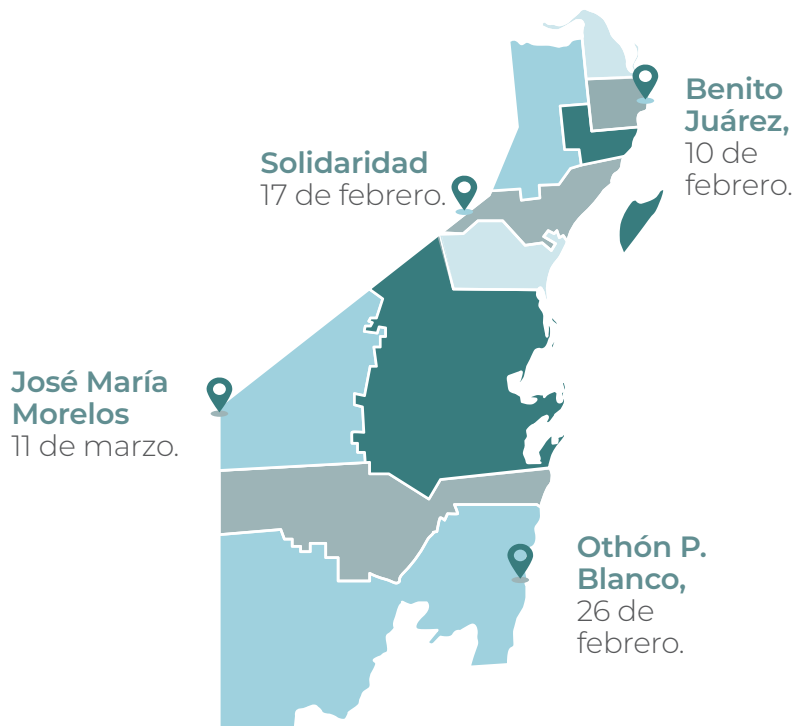 Benito
Juárez,
10 de
febrero.
Solidaridad
17 de febrero.
José María
Morelos
11 de marzo.
Othón P.
Blanco,
26 de
febrero.